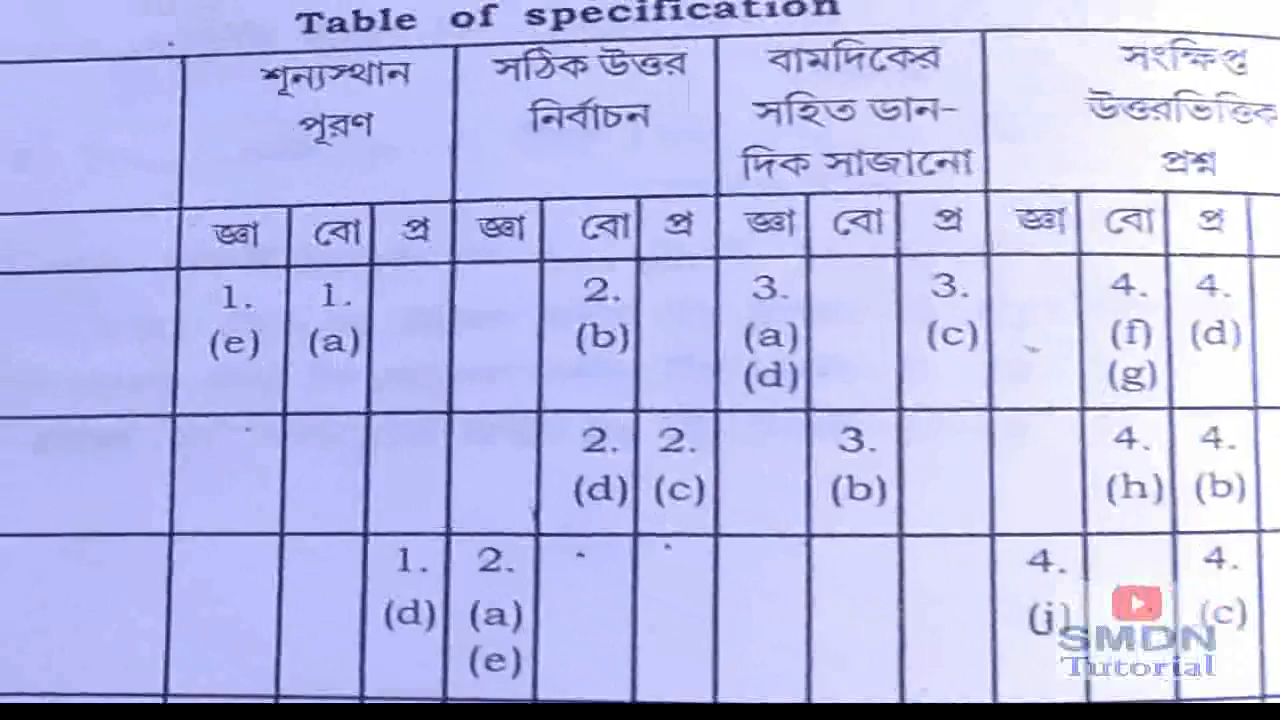 Table of specification
শূন্যস্থান সঠিক উত্তর বামদিকের সংক্ষিপ্ত
পূরণ নির্বাচন সহিত ডান- উত্তরভিত্তিক
দিক সাজানো প্রশ্ন
জ্ঞা বো প্র জ্ঞা বো প্র জ্ঞা বো প্র জ্ঞা বো প্র
1. 1. 2. 3. 3. 4. 4.
(e) (a) (b) (a) (c) (f) (d)
(d) (g)
2. 2. 3. 4. 4.
(d) (c) (b) (h) (b)
1. 2. 4. 4.
(d) (a) (i) (c)
(e)
SMDN
Tutorial